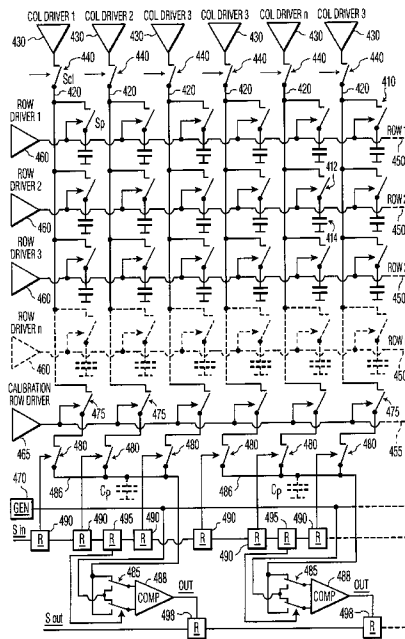 COL DRIVER 1 COL DRIVER 2 COL DRIVER 3 COL DRIVER 3 COL DRIVER n COL DRIVER 3
430 430 430 430 430 430
440 440 440 440 440 440
Scl
420 420 420 420 420 420
410
ROW DRIVER 1
Sp
ROW 1
460
450
ROW DRIVER 2
412
ROW 2
460
414
450
ROW DRIVER 3
ROW 3
460
450
ROW DRIVER n
ROW
460
450
CALIBRATION ROW DRIVER
475 475 475
465
455
480 480 480 480 480 460
470
486 Cp 486 Cp
GEN
490 490 495 490 490 490 495 490
S in
R R R R R R R R
485 488 OUT 485 488 OUT
COMP COMP
498 498
S out
R R